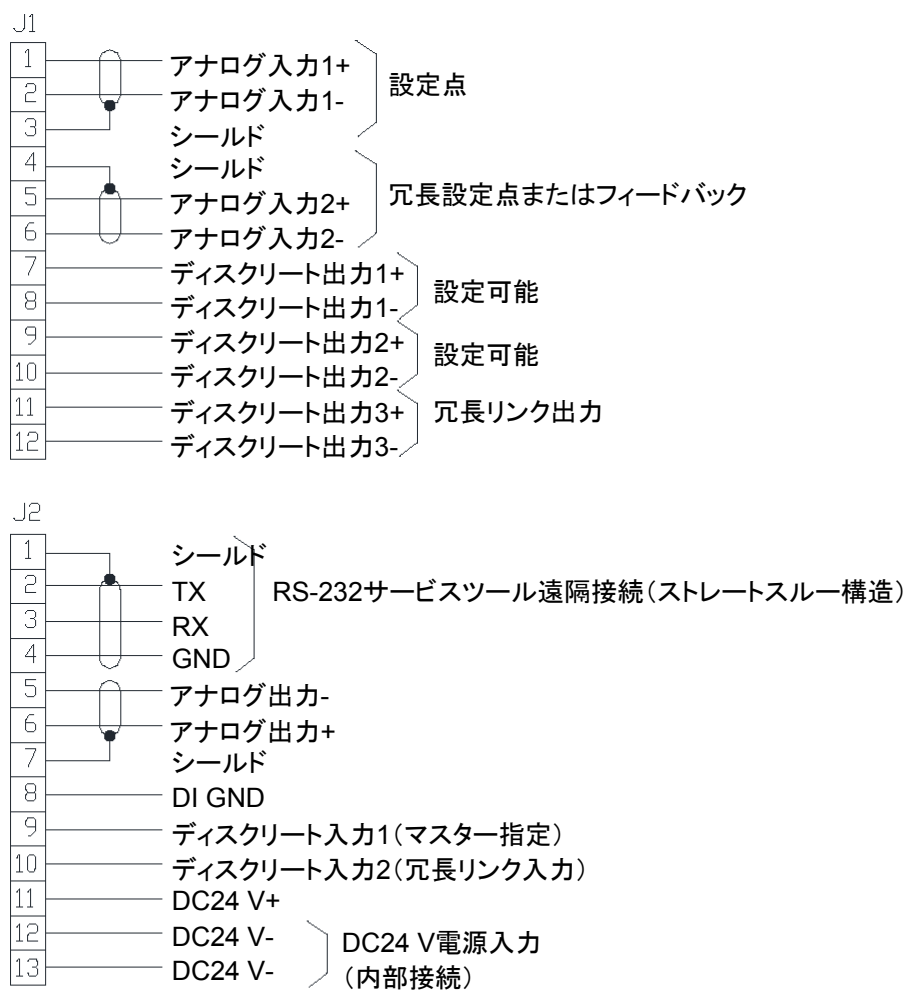 J1
1 アナログ入力1+
2 アナログ入力1-
設定点
3 シールド
4 シールド
5 アナログ入力2+
冗長設定点またはフィードバック
6 アナログ入力2-
7 ディスクリート出力1+
設定可能
8 ディスクリート出力1-
9 ディスクリート出力2+
設定可能
10 ディスクリート出力2-
11 ディスクリート出力3+
冗長リンク出力
12 ディスクリート出力3-
J2
1 シールド
2 TX
RS-232サービスツール遠隔接続(ストレートスルー構造)
3 RX
4 GND
5 アナログ出力-
6 アナログ出力+
7 シールド
8 DI GND
9 ディスクリート入力1(マスター指定)
10 ディスクリート入力2(冗長リンク入力)
11 DC24 V+
12 DC24 V-
DC24 V電源入力
13 DC24 V-
(内部接続)